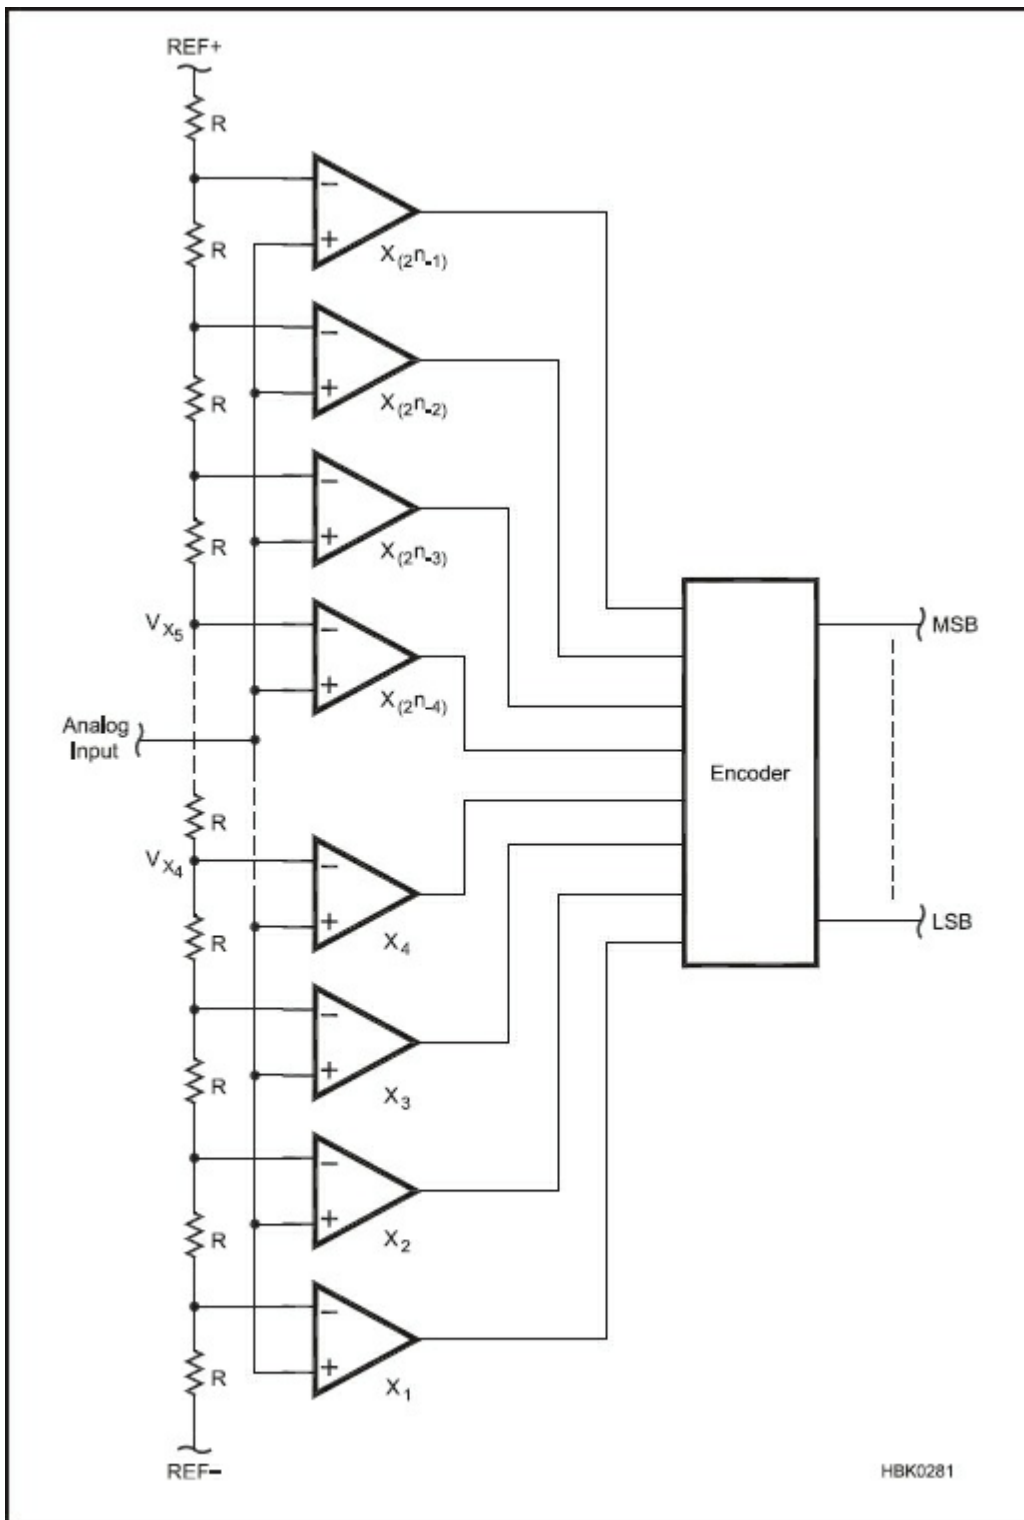 REF+
R
−
+
X(2n-1)
R
−
+
X(2n-2)
R
−
+
X(2n-3)
R
VX5
−
+
X(2n-4)
MSB
Analog
Input
Encoder
R
VX4
−
+
X4
LSB
R
−
+
X3
R
−
+
X2
R
−
+
X1
R
REF−
HBK0281